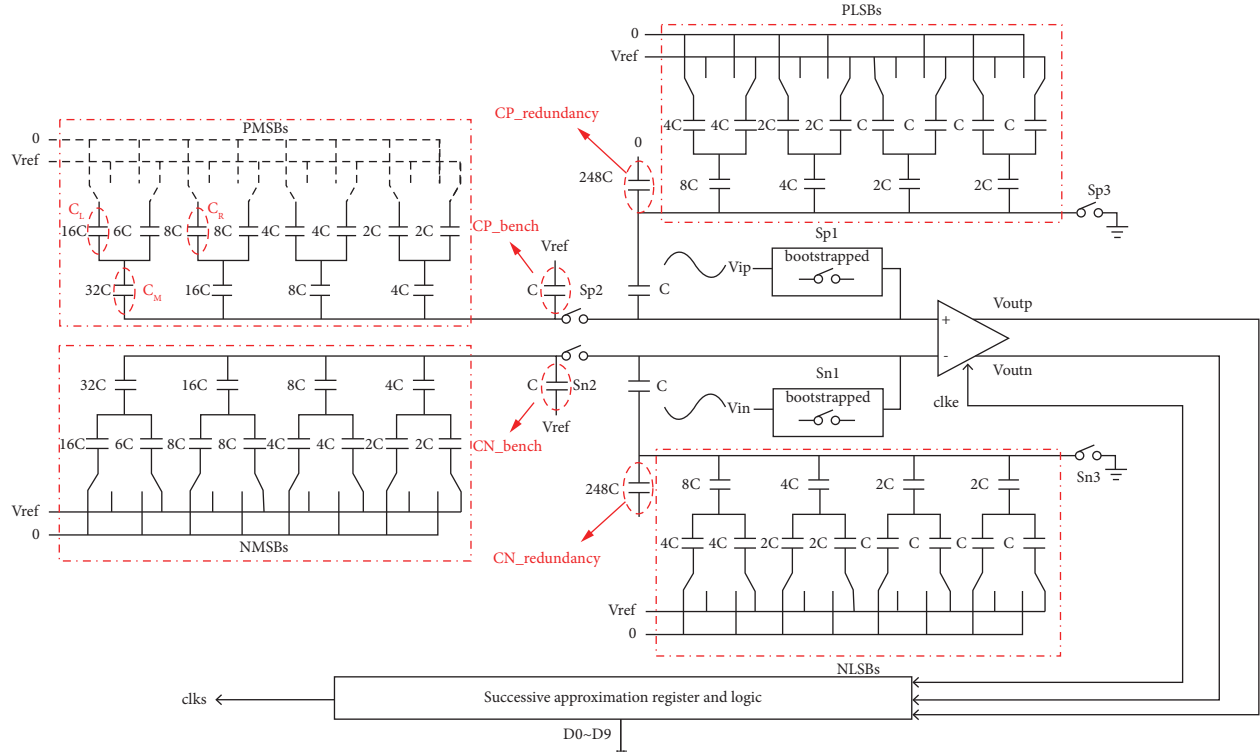 PLSBs
0
Vref
4C 4C 2C 2C C C C C
8C 4C 2C 2C
Sp3
CP_redundancy
0
248C
PMSBs
0
Vref
C_L C_R
16C 6C 8C 8C 4C 4C 2C 2C
32C C_M 16C 8C 4C
CP_bench
Vref
C Sp2
C
Vip
Sp1
bootstrapped
+
-
Voutp
Voutn
clke
32C 16C 8C 4C
16C 6C 8C 8C 4C 4C 2C 2C
Vref
0
NMSBs
C Sn2
Vref
CN_bench
C
Vin
Sn1
bootstrapped
248C
CN_redundancy
Sn3
8C 4C 2C 2C
4C 4C 2C 2C C C C C
Vref
0
NLSBs
clks
Successive approximation register and logic
D0~D9